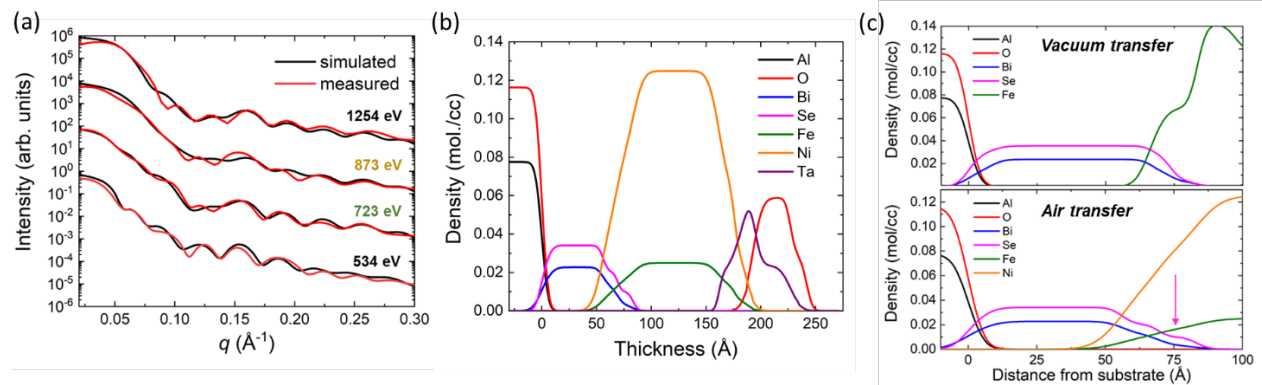 (a)
10^6
10^5
10^4
10^3
10^2
10^1
10^0
10^-1
10^-2
10^-3
10^-4
10^-5
10^-6
Intensity (arb. units)
simulated
measured
1254 eV
873 eV
723 eV
534 eV
0.05 0.10 0.15 0.20 0.25 0.30
q (Å^-1)
(b)
0.14
0.12
0.10
0.08
0.06
0.04
0.02
0.00
Density (mol./cc)
Al
O
Bi
Se
Fe
Ni
Ta
0 50 100 150 200 250
Thickness (Å)
(c)
0.14
0.12
0.10
0.08
0.06
0.04
0.02
Density (mol/cc)
Vacuum transfer
Al
O
Bi
Se
Fe
0.12
0.10
0.08
0.06
0.04
0.02
0.00
Density (mol/cc)
Air transfer
Al
O
Bi
Se
Fe
Ni
0 25 50 75 100
Distance from substrate (Å)